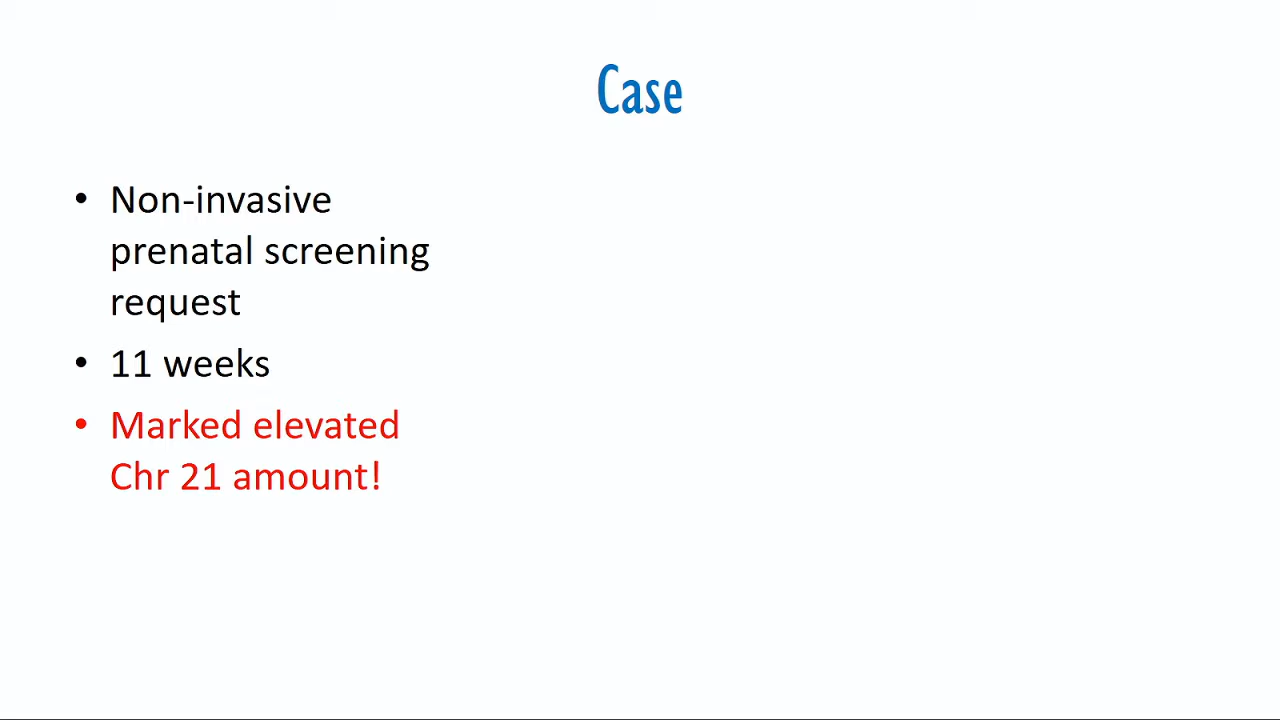 Case
• Non-invasive
prenatal screening
request
• 11 weeks
• Marked elevated
Chr 21 amount!